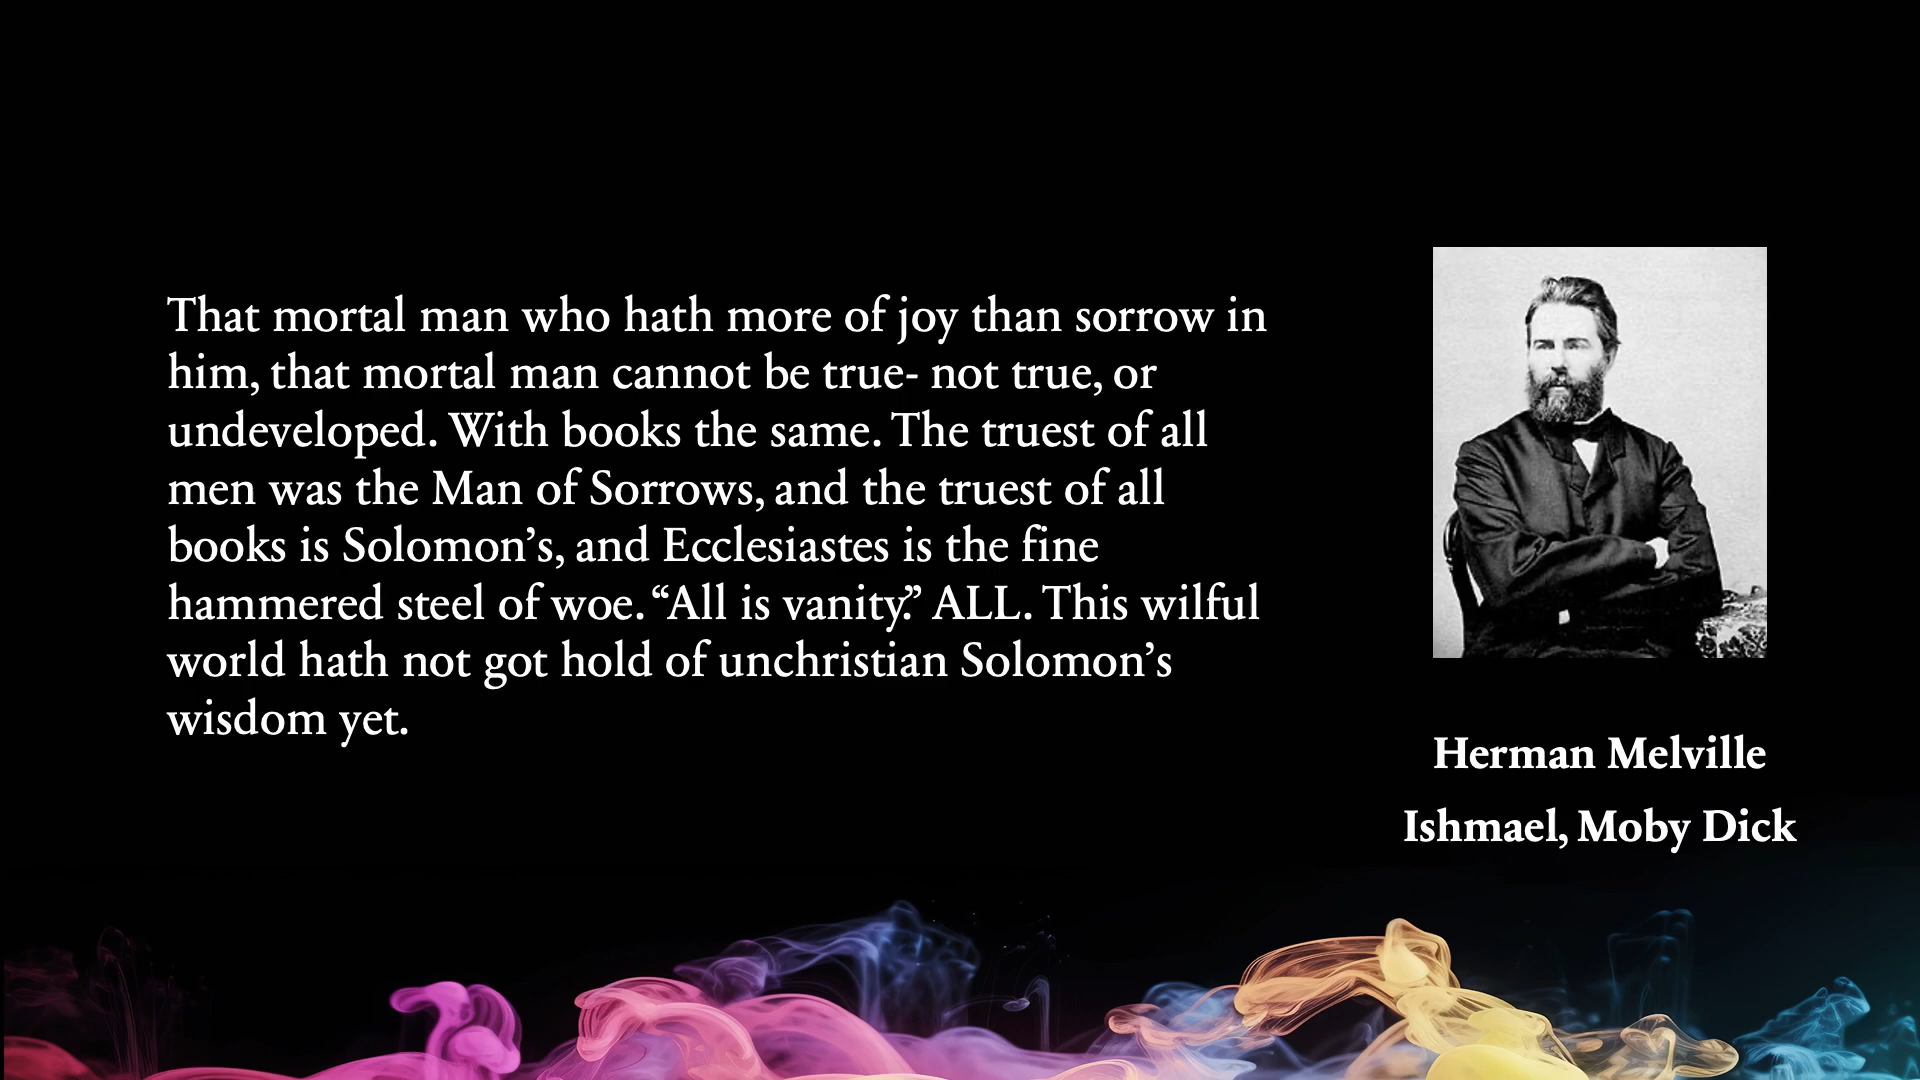 That mortal man who hath more of joy than sorrow in
him, that mortal man cannot be true- not true, or
undeveloped. With books the same. The truest of all
men was the Man of Sorrows, and the truest of all
books is Solomon’s, and Ecclesiastes is the fine
hammered steel of woe. “All is vanity.” ALL. This wilful
world hath not got hold of unchristian Solomon’s
wisdom yet.
Herman Melville
Ishmael, Moby Dick